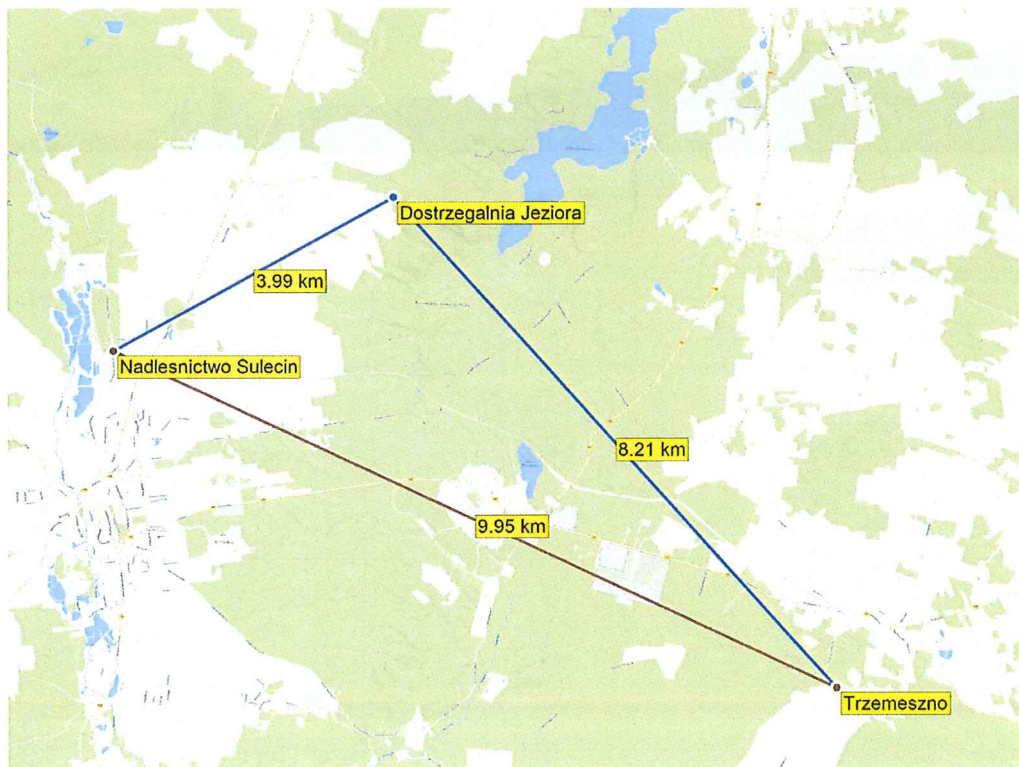 Dostrzegalnia Jeziora
3.99 km
Nadlesnictwo Sulecin
8.21 km
9.95 km
Trzemeszno